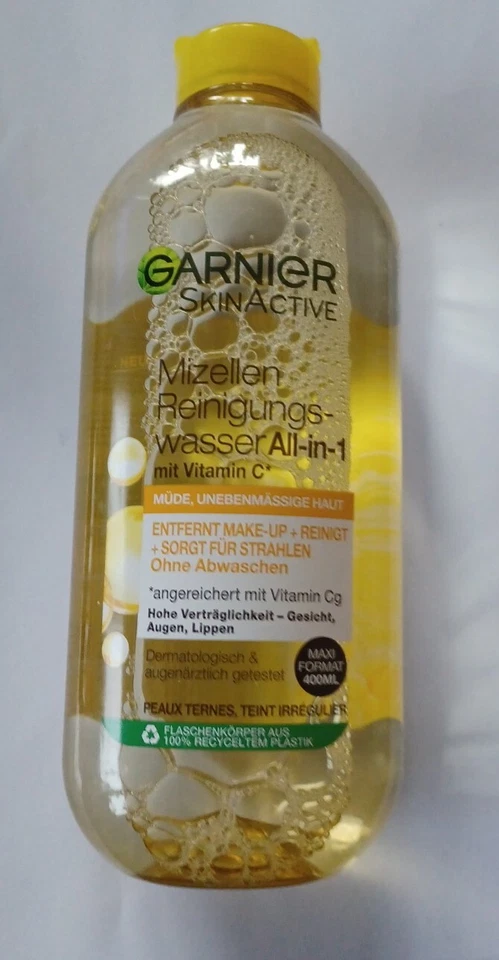 GARNIER
SKINACTIVE
Mizellen
Reinigungs-
wasser All-in-1
mit Vitamin C*
MÜDE, UNEBENMÄSSIGE HAUT
ENTFERNT MAKE-UP + REINIGT
+ SORGT FÜR STRAHLEN
Ohne Abwaschen
*angereichert mit Vitamin Cg
Hohe Verträglichkeit – Gesicht,
Augen, Lippen
Dermatologisch &
augenärztlich getestet
MAXI
FORMAT
400ML
PEAUX TERNES, TEINT IRRÉGULIER
FLASCHENKÖRPER AUS
100% RECYCELTEM PLASTIK